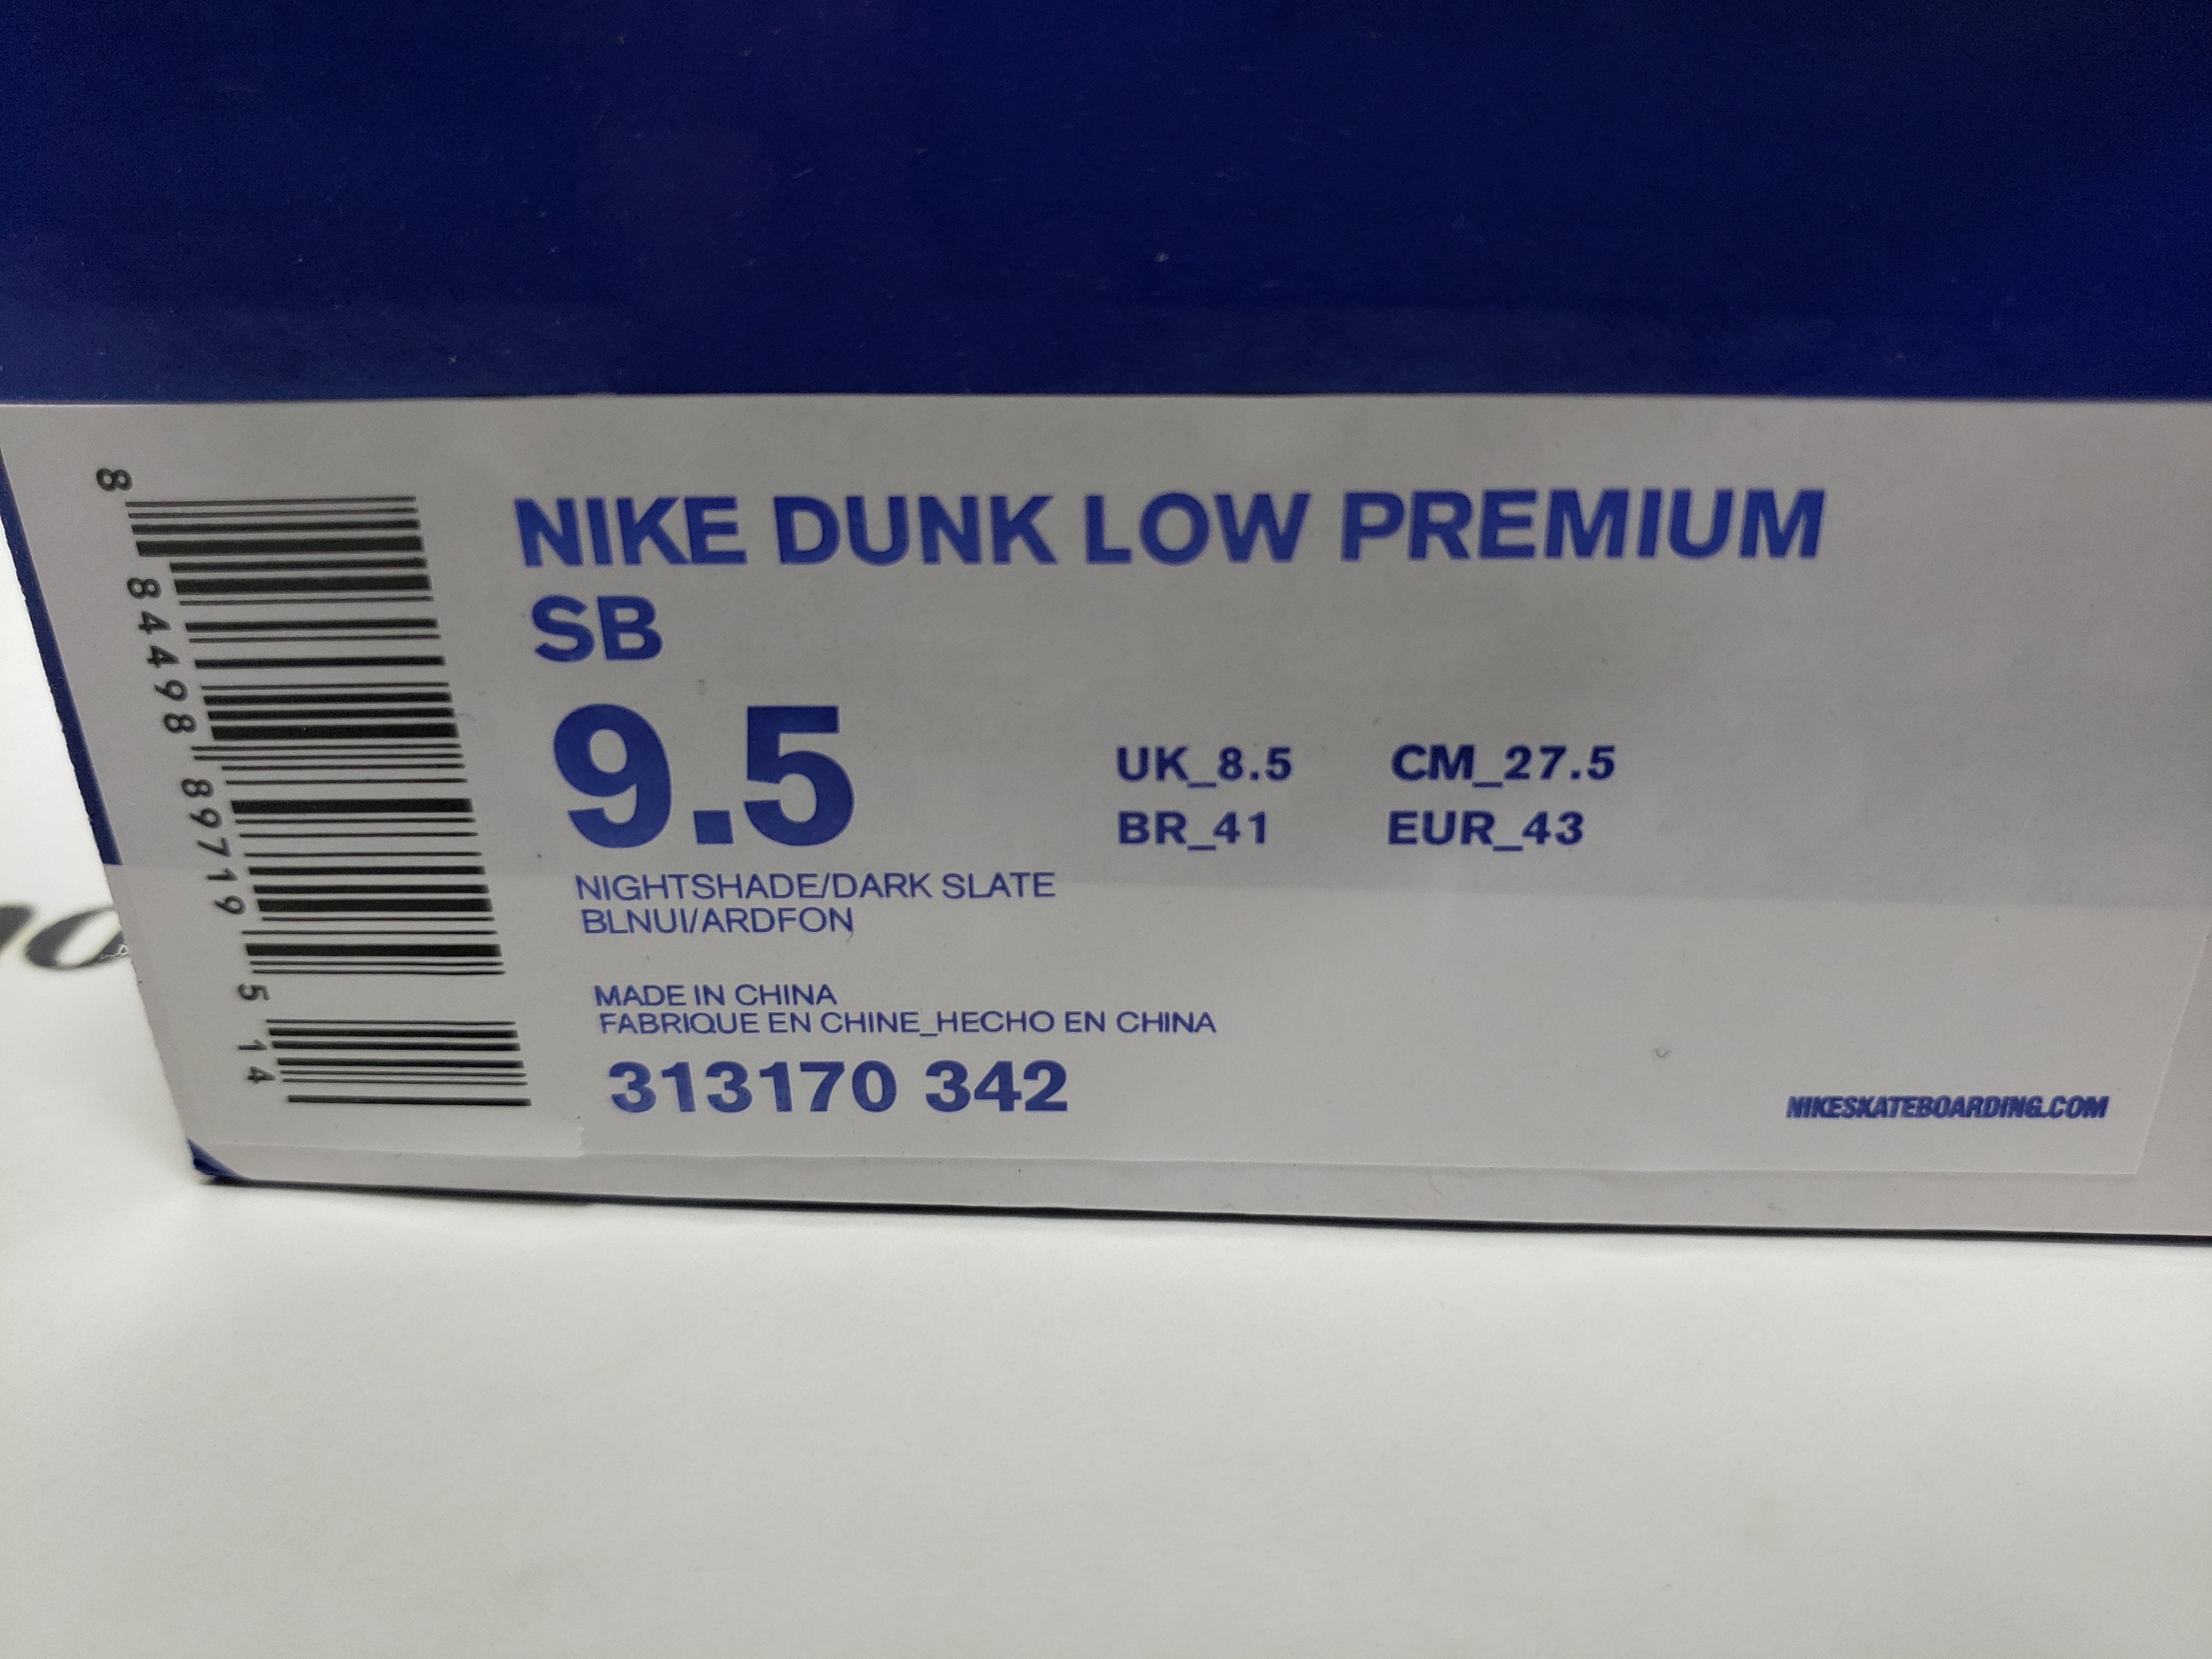 8 84498 89719 5 14
NIKE DUNK LOW PREMIUM
SB
9.5
UK_8.5 CM_27.5
BR_41 EUR_43
NIGHTSHADE/DARK SLATE
BLNUI/ARDFON
MADE IN CHINA
FABRIQUE EN CHINE_HECHO EN CHINA
313170 342
NIKESKATEBOARDING.COM